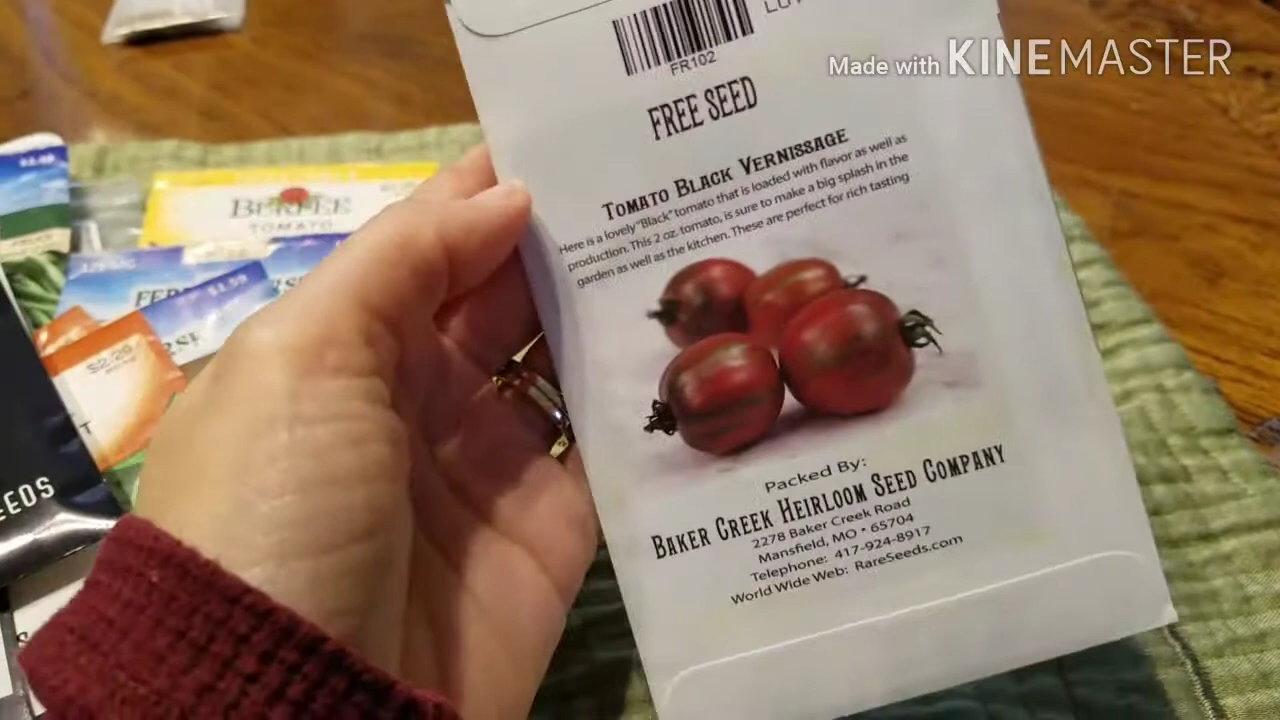 Made with KINEMASTER
FR102
FREE SEED
TOMATO BLACK VERNISSAGE
Here is a lovely "Black" tomato that is loaded with flavor as well as
production. This 2 oz. tomato, is sure to make a big splash in the
garden as well as the kitchen. These are perfect for rich tasting
Packed By:
BAKER CREEK HEIRLOOM SEED COMPANY
2278 Baker Creek Road
Mansfield, MO • 65704
Telephone: 417-924-8917
World Wide Web: RareSeeds.com
BURPEE
TOMATO
$1.99